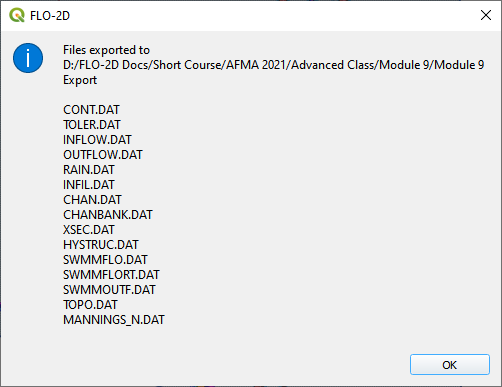 FLO-2D
Files exported to
D:/FLO-2D Docs/Short Course/AFMA 2021/Advanced Class/Module 9/Module 9
Export
CONT.DAT
TOLER.DAT
INFLOW.DAT
OUTFLOW.DAT
RAIN.DAT
INFIL.DAT
CHAN.DAT
CHANBANK.DAT
XSEC.DAT
HYSTRUC.DAT
SWMMFLO.DAT
SWMMFLORT.DAT
SWMMOUTF.DAT
TOPO.DAT
MANNINGS_N.DAT
OK